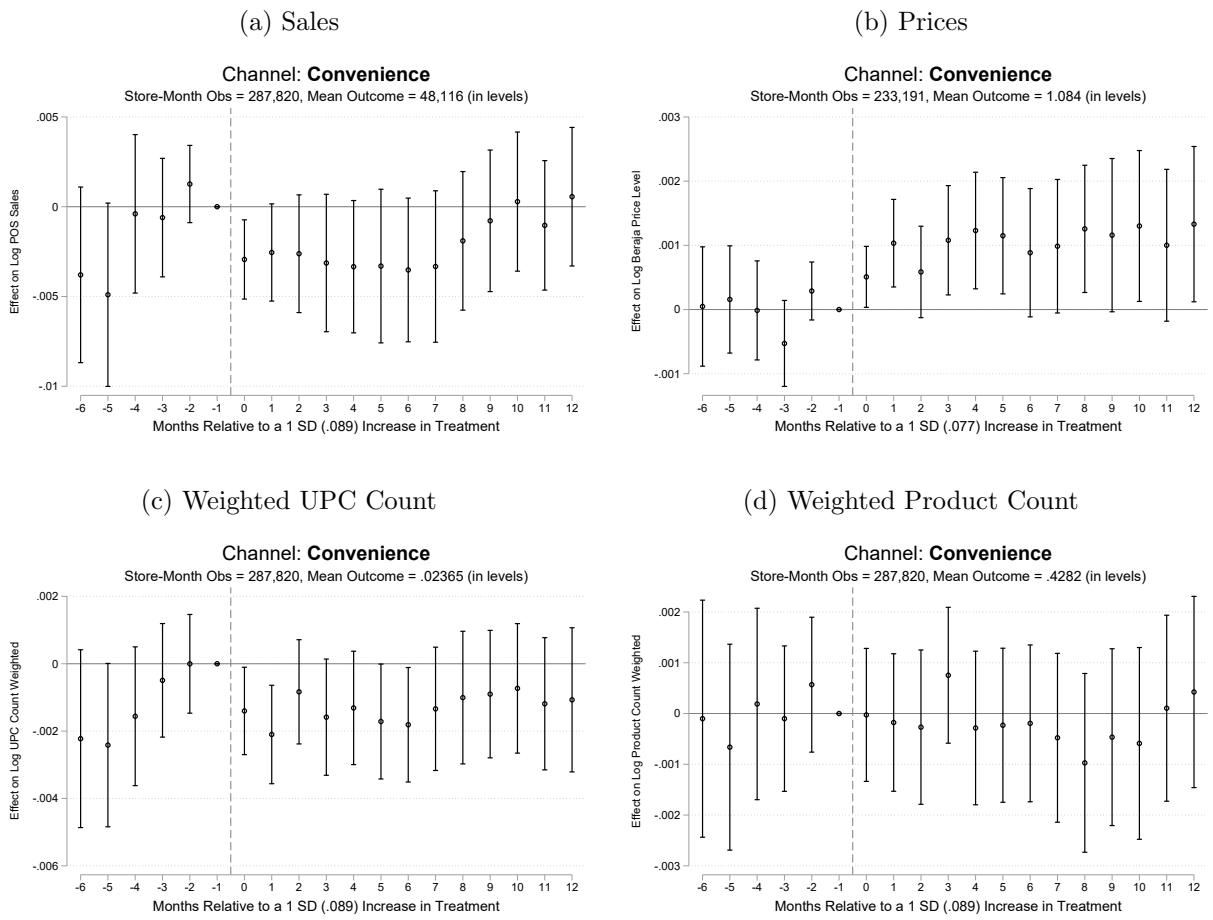 (a) Sales
Channel: Convenience
Store-Month Obs = 287,820, Mean Outcome = 48,116 (in levels)
Effect on Log POS Sales
.005
0
-.005
-.01
-6 -5 -4 -3 -2 -1 0 1 2 3 4 5 6 7 8 9 10 11 12
Months Relative to a 1 SD (.089) Increase in Treatment
(b) Prices
Channel: Convenience
Store-Month Obs = 233,191, Mean Outcome = 1.084 (in levels)
Effect on Log Beraja Price Level
.003
.002
.001
0
-.001
-6 -5 -4 -3 -2 -1 0 1 2 3 4 5 6 7 8 9 10 11 12
Months Relative to a 1 SD (.077) Increase in Treatment
(c) Weighted UPC Count
Channel: Convenience
Store-Month Obs = 287,820, Mean Outcome = .02365 (in levels)
Effect on Log UPC Count Weighted
.002
0
-.002
-.004
-.006
-6 -5 -4 -3 -2 -1 0 1 2 3 4 5 6 7 8 9 10 11 12
Months Relative to a 1 SD (.089) Increase in Treatment
(d) Weighted Product Count
Channel: Convenience
Store-Month Obs = 287,820, Mean Outcome = .4282 (in levels)
Effect on Log Product Count Weighted
.002
.001
0
-.001
-.002
-.003
-6 -5 -4 -3 -2 -1 0 1 2 3 4 5 6 7 8 9 10 11 12
Months Relative to a 1 SD (.089) Increase in Treatment